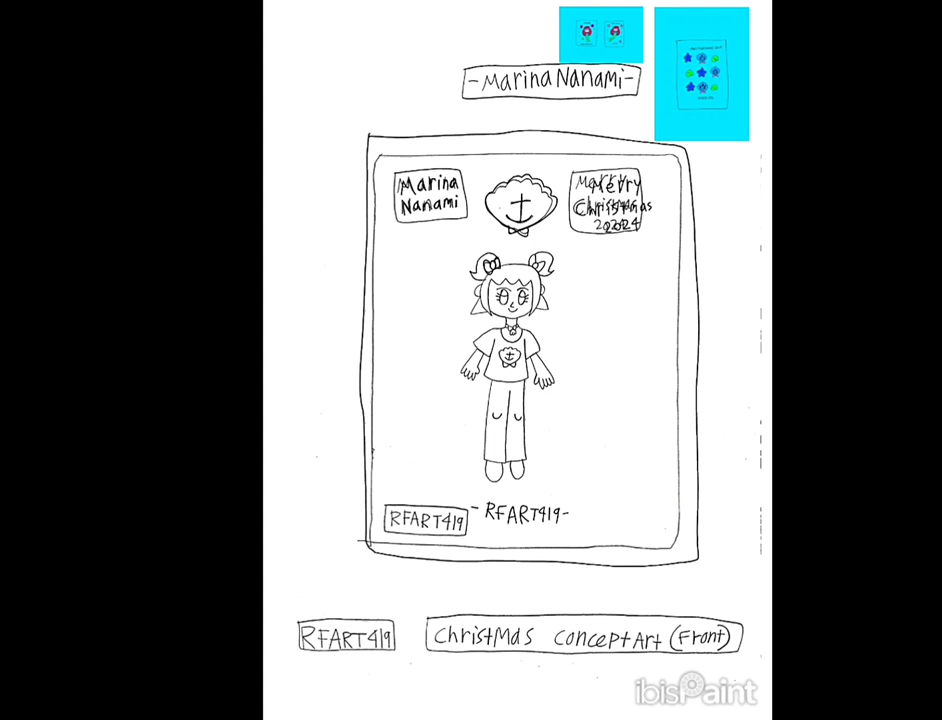 -Marina Nanami-
Marina
Nanami
Merry
Christmas
2024
RFART419
-RFART419-
RFART419
Christmas Concept Art (Front)
ibisPaint